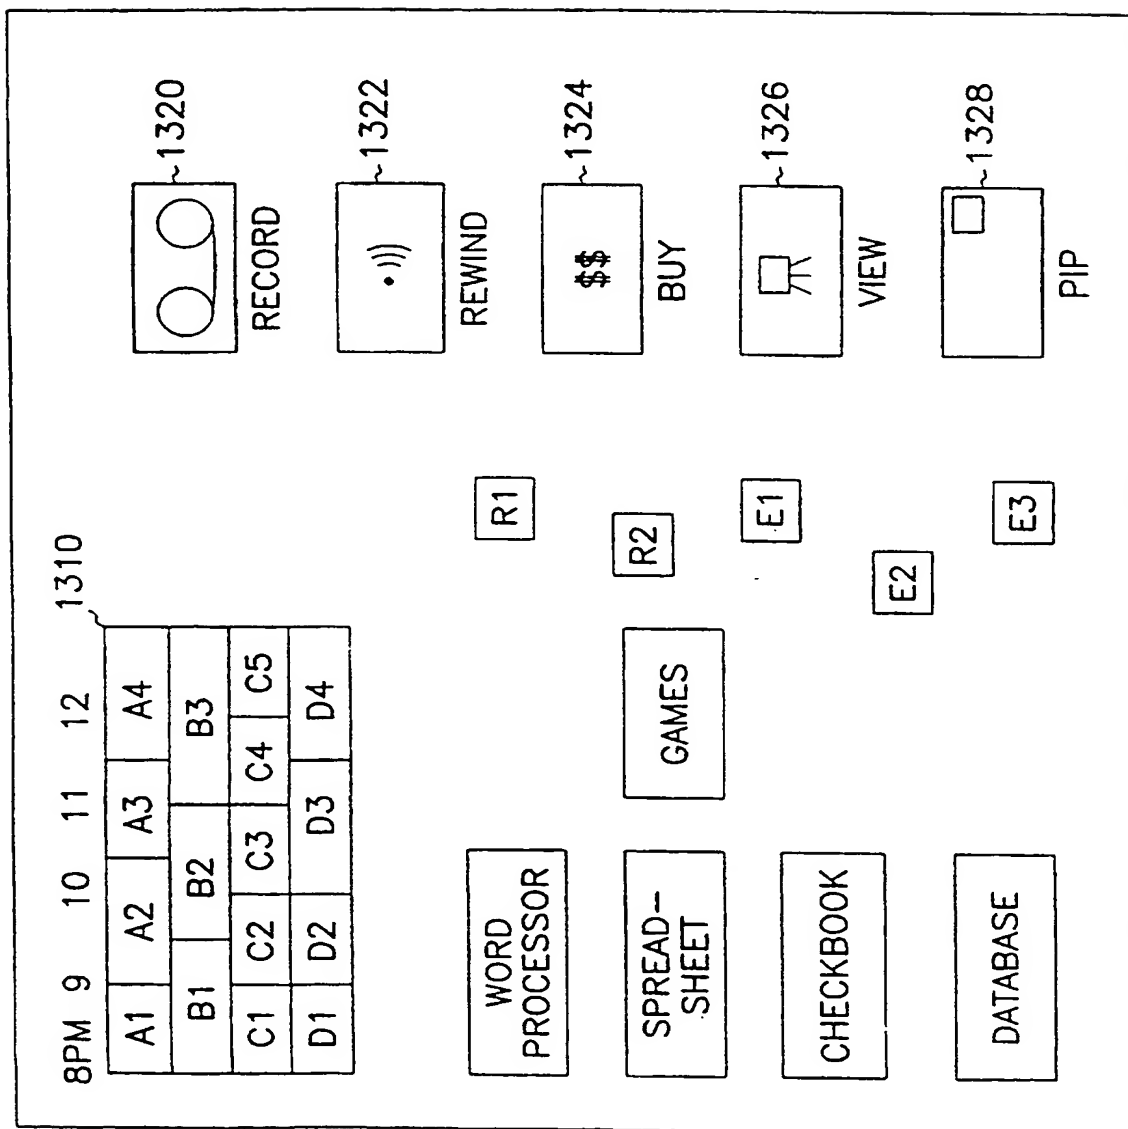 8PM 9 10 11 12
1310
A1 A2 A3 A4
B1 B2 B3
C1 C2 C3 C4 C5
D1 D2 D3 D4
1320
RECORD
1322
REWIND
1324
$$
BUY
1326
VIEW
1328
PIP
WORD
PROCESSOR
SPREAD-
SHEET
CHECKBOOK
DATABASE
GAMES
R1
R2
E1
E2
E3